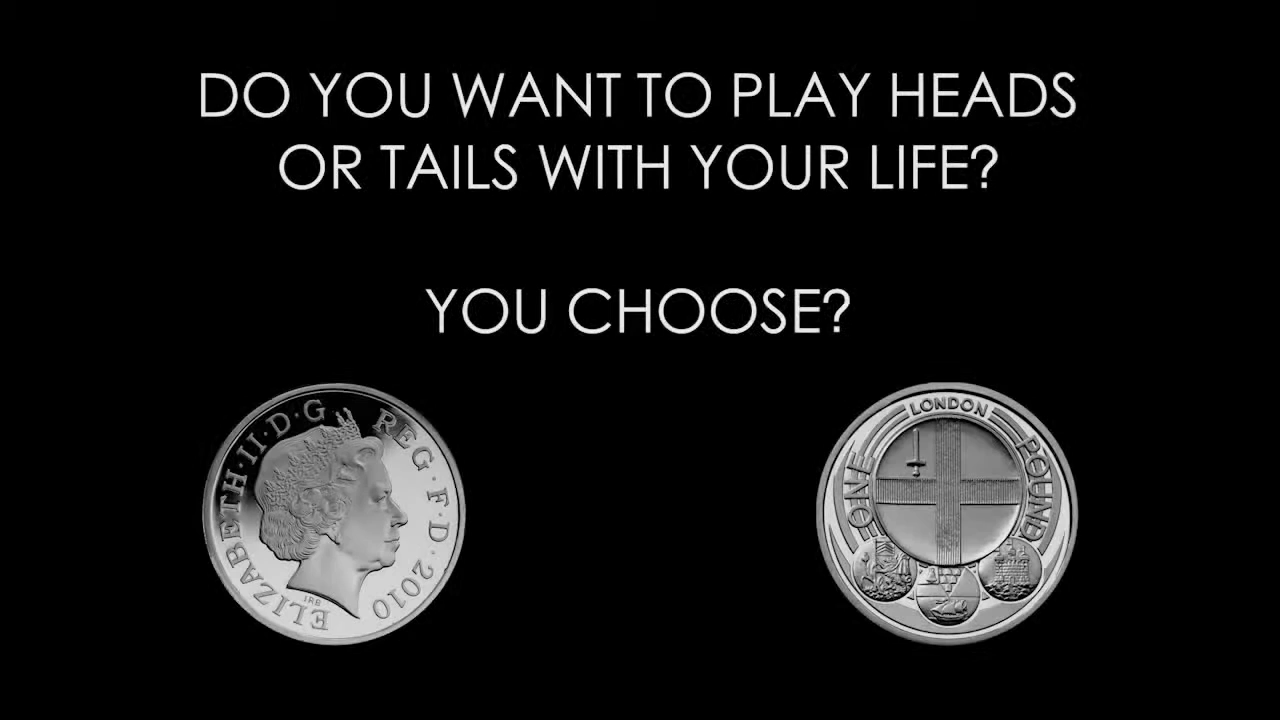 DO YOU WANT TO PLAY HEADS
OR TAILS WITH YOUR LIFE?
YOU CHOOSE?
ELIZABETH·II·D·G REG·F·D·2010
IRB
LONDON
ONE POUND